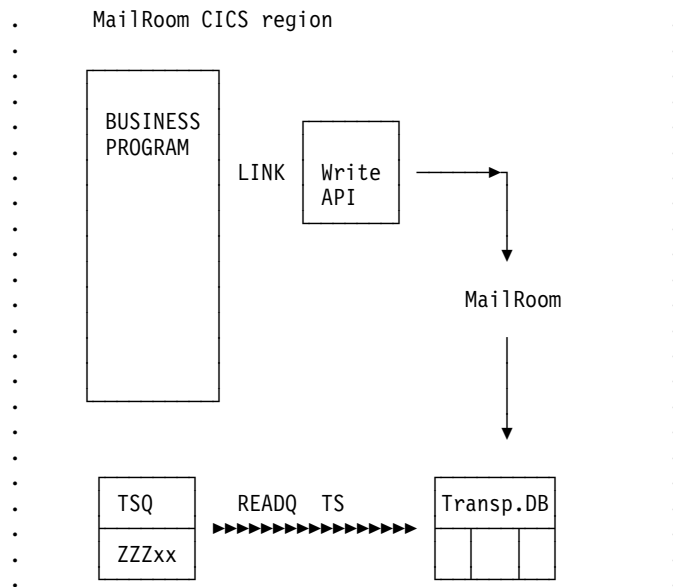 MailRoom CICS region
BUSINESS
PROGRAM
LINK
Write
API
MailRoom
TSQ
READQ TS
Transp.DB
ZZZxx